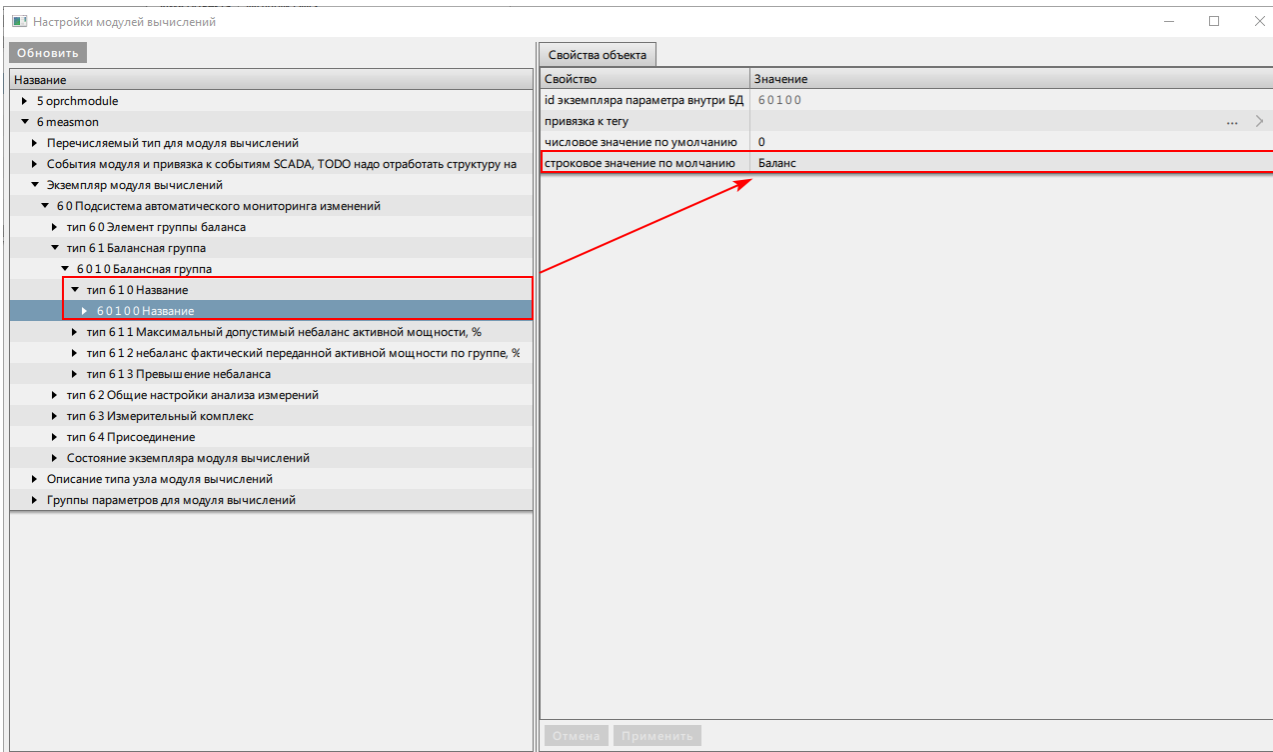 Настройки модулей вычислений
Обновить
Название
5 oprchmodule
6 measmon
Перечисляемый тип для модуля вычислений
События модуля и привязка к событиям SCADA, TODO надо отработать структуру на
Экземпляр модуля вычислений
6 0 Подсистема автоматического мониторинга изменений
тип 6 0 Элемент группы баланса
тип 6 1 Балансная группа
6 0 1 0 Балансная группа
тип 6 1 0 Название
6 0 1 0 0 Название
тип 6 1 1 Максимальный допустимый небаланс активной мощности, %
тип 6 1 2 небаланс фактический переданной активной мощности по группе, %
тип 6 1 3 Превышение небаланса
тип 6 2 Общие настройки анализа измерений
тип 6 3 Измерительный комплекс
тип 6 4 Присоединение
Состояние экземпляра модуля вычислений
Описание типа узла модуля вычислений
Группы параметров для модуля вычислений
Свойства объекта
Свойство Значение
id экземпляра параметра внутри БД 6 0 1 0 0
привязка к тегу ...
числовое значение по умолчанию 0
строковое значение по молчанию Баланс
Отмена Применить